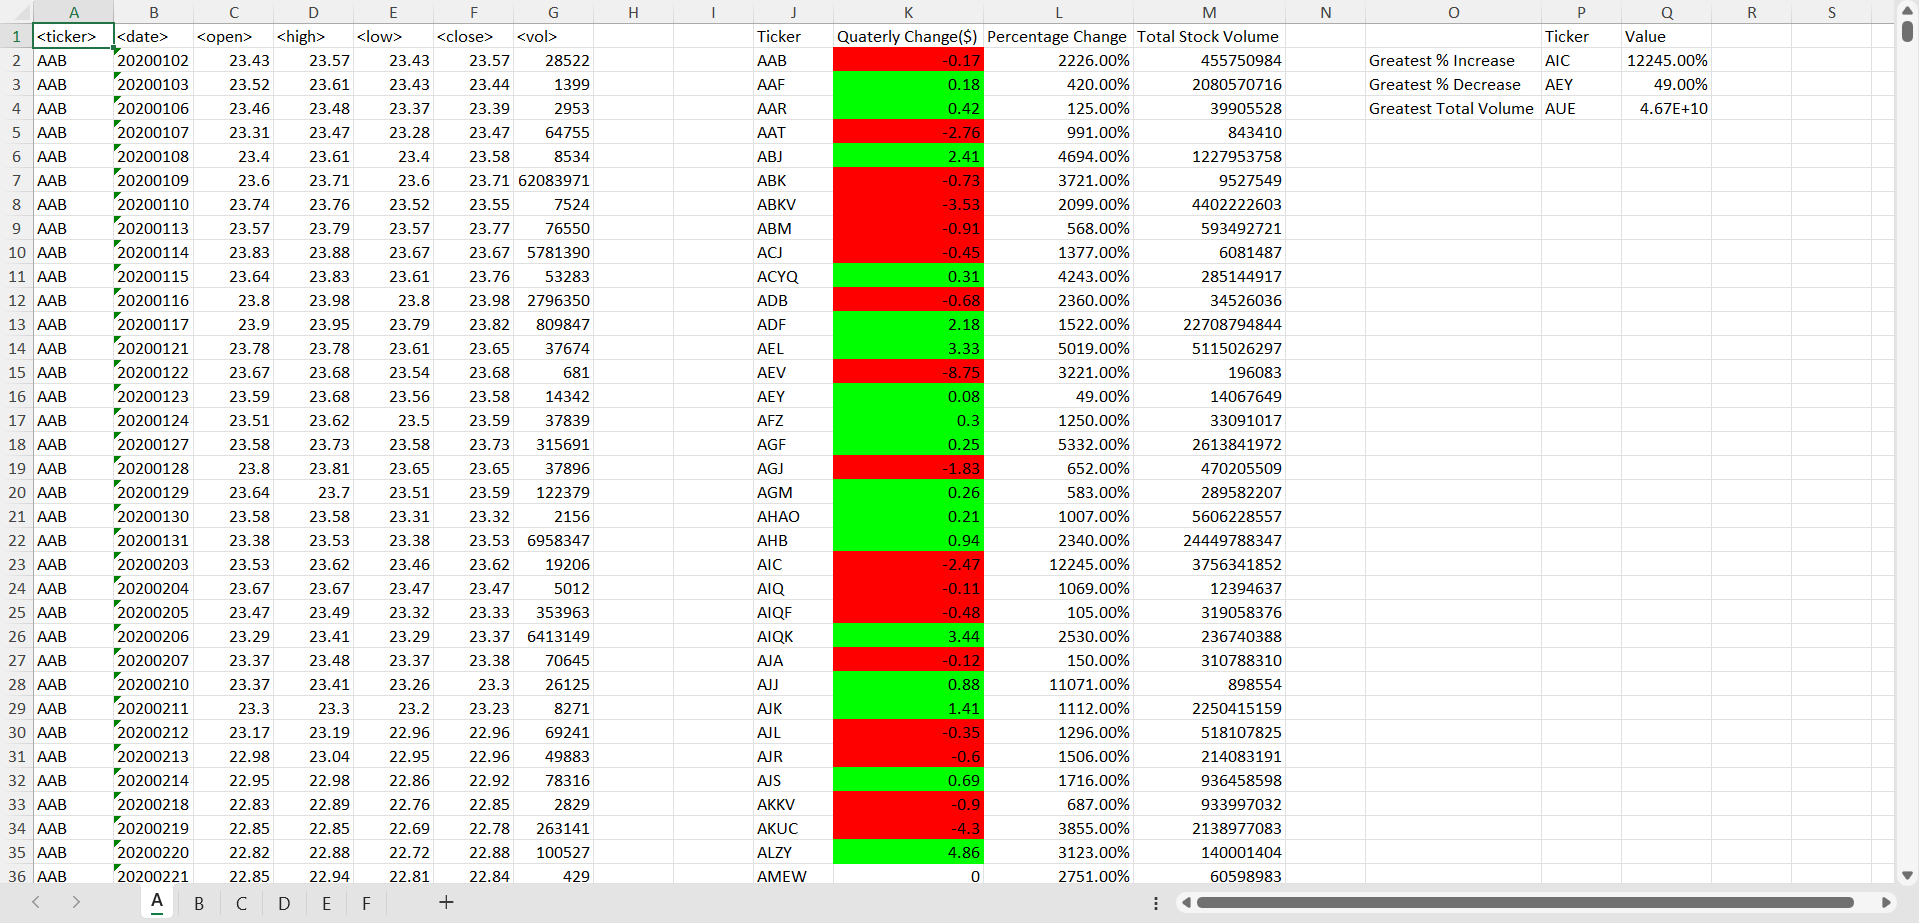 A B C D E F G H I J K L M N O P Q R S
1 <ticker> <date> <open> <high> <low> <close> <vol> Ticker Quaterly Change($) Percentage Change Total Stock Volume Ticker Value
2 AAB 20200102 23.43 23.57 23.43 23.57 28522 AAB -0.17 2226.00% 455750984 Greatest % Increase AIC 12245.00%
3 AAB 20200103 23.52 23.61 23.43 23.44 1399 AAF 0.18 420.00% 2080570716 Greatest % Decrease AEY 49.00%
4 AAB 20200106 23.46 23.48 23.37 23.39 2953 AAR 0.42 125.00% 39905528 Greatest Total Volume AUE 4.67E+10
5 AAB 20200107 23.31 23.47 23.28 23.47 64755 AAT -2.76 991.00% 843410
6 AAB 20200108 23.4 23.61 23.4 23.58 8534 ABJ 2.41 4694.00% 1227953758
7 AAB 20200109 23.6 23.71 23.6 23.71 62083971 ABK -0.73 3721.00% 9527549
8 AAB 20200110 23.74 23.76 23.52 23.55 7524 ABKV -3.53 2099.00% 4402222603
9 AAB 20200113 23.57 23.79 23.57 23.77 76550 ABM -0.91 568.00% 593492721
10 AAB 20200114 23.83 23.88 23.67 23.67 5781390 ACJ -0.45 1377.00% 6081487
11 AAB 20200115 23.64 23.83 23.61 23.76 53283 ACYQ 0.31 4243.00% 285144917
12 AAB 20200116 23.8 23.98 23.8 23.98 2796350 ADB -0.68 2360.00% 34526036
13 AAB 20200117 23.9 23.95 23.79 23.82 809847 ADF 2.18 1522.00% 22708794844
14 AAB 20200121 23.78 23.78 23.61 23.65 37674 AEL 3.33 5019.00% 5115026297
15 AAB 20200122 23.67 23.68 23.54 23.68 681 AEV -8.75 3221.00% 196083
16 AAB 20200123 23.59 23.68 23.56 23.58 14342 AEY 0.08 49.00% 14067649
17 AAB 20200124 23.51 23.62 23.5 23.59 37839 AFZ 0.3 1250.00% 33091017
18 AAB 20200127 23.58 23.73 23.58 23.73 315691 AGF 0.25 5332.00% 2613841972
19 AAB 20200128 23.8 23.81 23.65 23.65 37896 AGJ -1.83 652.00% 470205509
20 AAB 20200129 23.64 23.7 23.51 23.59 122379 AGM 0.26 583.00% 289582207
21 AAB 20200130 23.58 23.58 23.31 23.32 2156 AHAO 0.21 1007.00% 5606228557
22 AAB 20200131 23.38 23.53 23.38 23.53 6958347 AHB 0.94 2340.00% 24449788347
23 AAB 20200203 23.53 23.62 23.46 23.62 19206 AIC -2.47 12245.00% 3756341852
24 AAB 20200204 23.67 23.67 23.47 23.47 5012 AIQ -0.11 1069.00% 12394637
25 AAB 20200205 23.47 23.49 23.32 23.33 353963 AIQF -0.48 105.00% 319058376
26 AAB 20200206 23.29 23.41 23.29 23.37 6413149 AIQK 3.44 2530.00% 236740388
27 AAB 20200207 23.37 23.48 23.37 23.38 70645 AJA -0.12 150.00% 310788310
28 AAB 20200210 23.37 23.41 23.26 23.3 26125 AJJ 0.88 11071.00% 898554
29 AAB 20200211 23.3 23.3 23.2 23.23 8271 AJK 1.41 1112.00% 2250415159
30 AAB 20200212 23.17 23.19 22.96 22.96 69241 AJL -0.35 1296.00% 518107825
31 AAB 20200213 22.98 23.04 22.95 22.96 49883 AJR -0.6 1506.00% 214083191
32 AAB 20200214 22.95 22.98 22.86 22.92 78316 AJS 0.69 1716.00% 936458598
33 AAB 20200218 22.83 22.89 22.76 22.85 2829 AKKV -0.9 687.00% 933997032
34 AAB 20200219 22.85 22.85 22.69 22.78 263141 AKUC -4.3 3855.00% 2138977083
35 AAB 20200220 22.82 22.88 22.72 22.88 100527 ALZY 4.86 3123.00% 140001404
36 AAB 20200221 22.85 22.94 22.81 22.84 429 AMEW 0 2751.00% 60598983
A B C D E F +